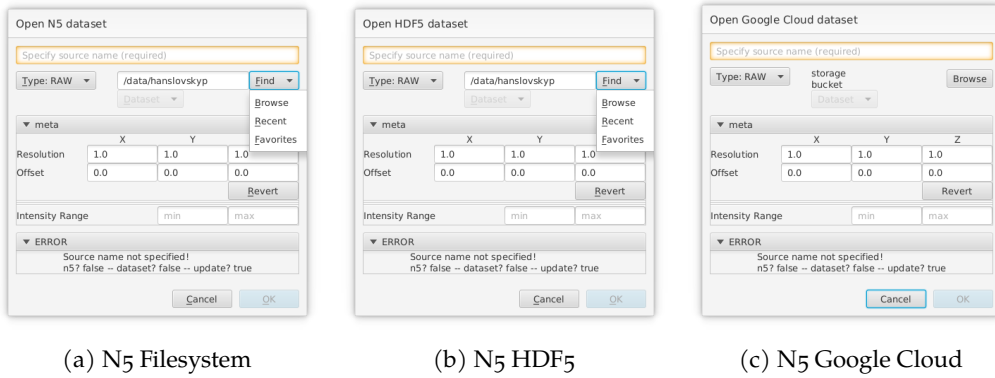 Open N5 dataset
Specify source name (required)
Type: RAW
/data/hanslovskyp
Find
Dataset
Browse
Recent
Favorites
meta
X Y
Resolution 1.0 1.0 1.0
Offset 0.0 0.0 0.0
Revert
Intensity Range min max
ERROR
Source name not specified!
n5? false -- dataset? false -- update? true
Cancel OK
(a) N5 Filesystem
Open HDF5 dataset
Specify source name (required)
Type: RAW
/data/hanslovskyp
Find
Dataset
Browse
Recent
Favorites
meta
X Y
Resolution 1.0 1.0 1.0
Offset 0.0 0.0 0.0
Revert
Intensity Range min max
ERROR
Source name not specified!
n5? false -- dataset? false -- update? true
Cancel OK
(b) N5 HDF5
Open Google Cloud dataset
Specify source name (required)
Type: RAW
storage
bucket
Browse
Dataset
meta
X Y Z
Resolution 1.0 1.0 1.0
Offset 0.0 0.0 0.0
Revert
Intensity Range min max
ERROR
Source name not specified!
n5? false -- dataset? false -- update? true
Cancel OK
(c) N5 Google Cloud